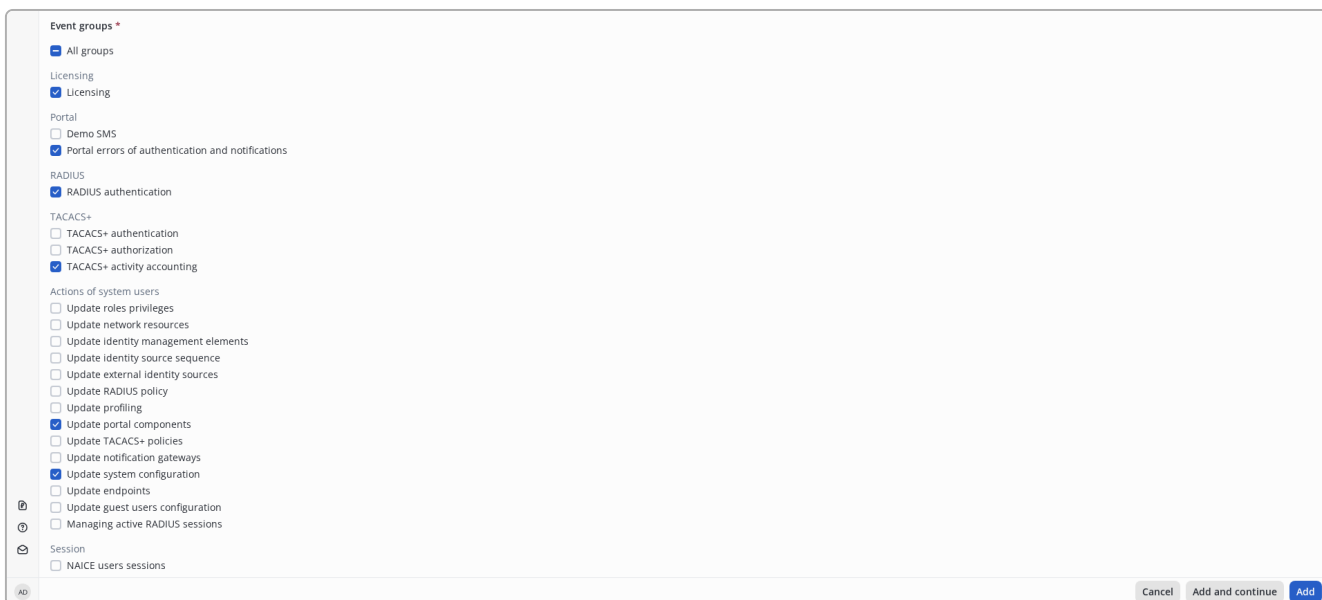 Event groups *
All groups
Licensing
Licensing
Portal
Demo SMS
Portal errors of authentication and notifications
RADIUS
RADIUS authentication
TACACS+
TACACS+ authentication
TACACS+ authorization
TACACS+ activity accounting
Actions of system users
Update roles privileges
Update network resources
Update identity management elements
Update identity source sequence
Update external identity sources
Update RADIUS policy
Update profiling
Update portal components
Update TACACS+ policies
Update notification gateways
Update system configuration
Update endpoints
Update guest users configuration
Managing active RADIUS sessions
Session
NAICE users sessions
AD
Cancel
Add and continue
Add